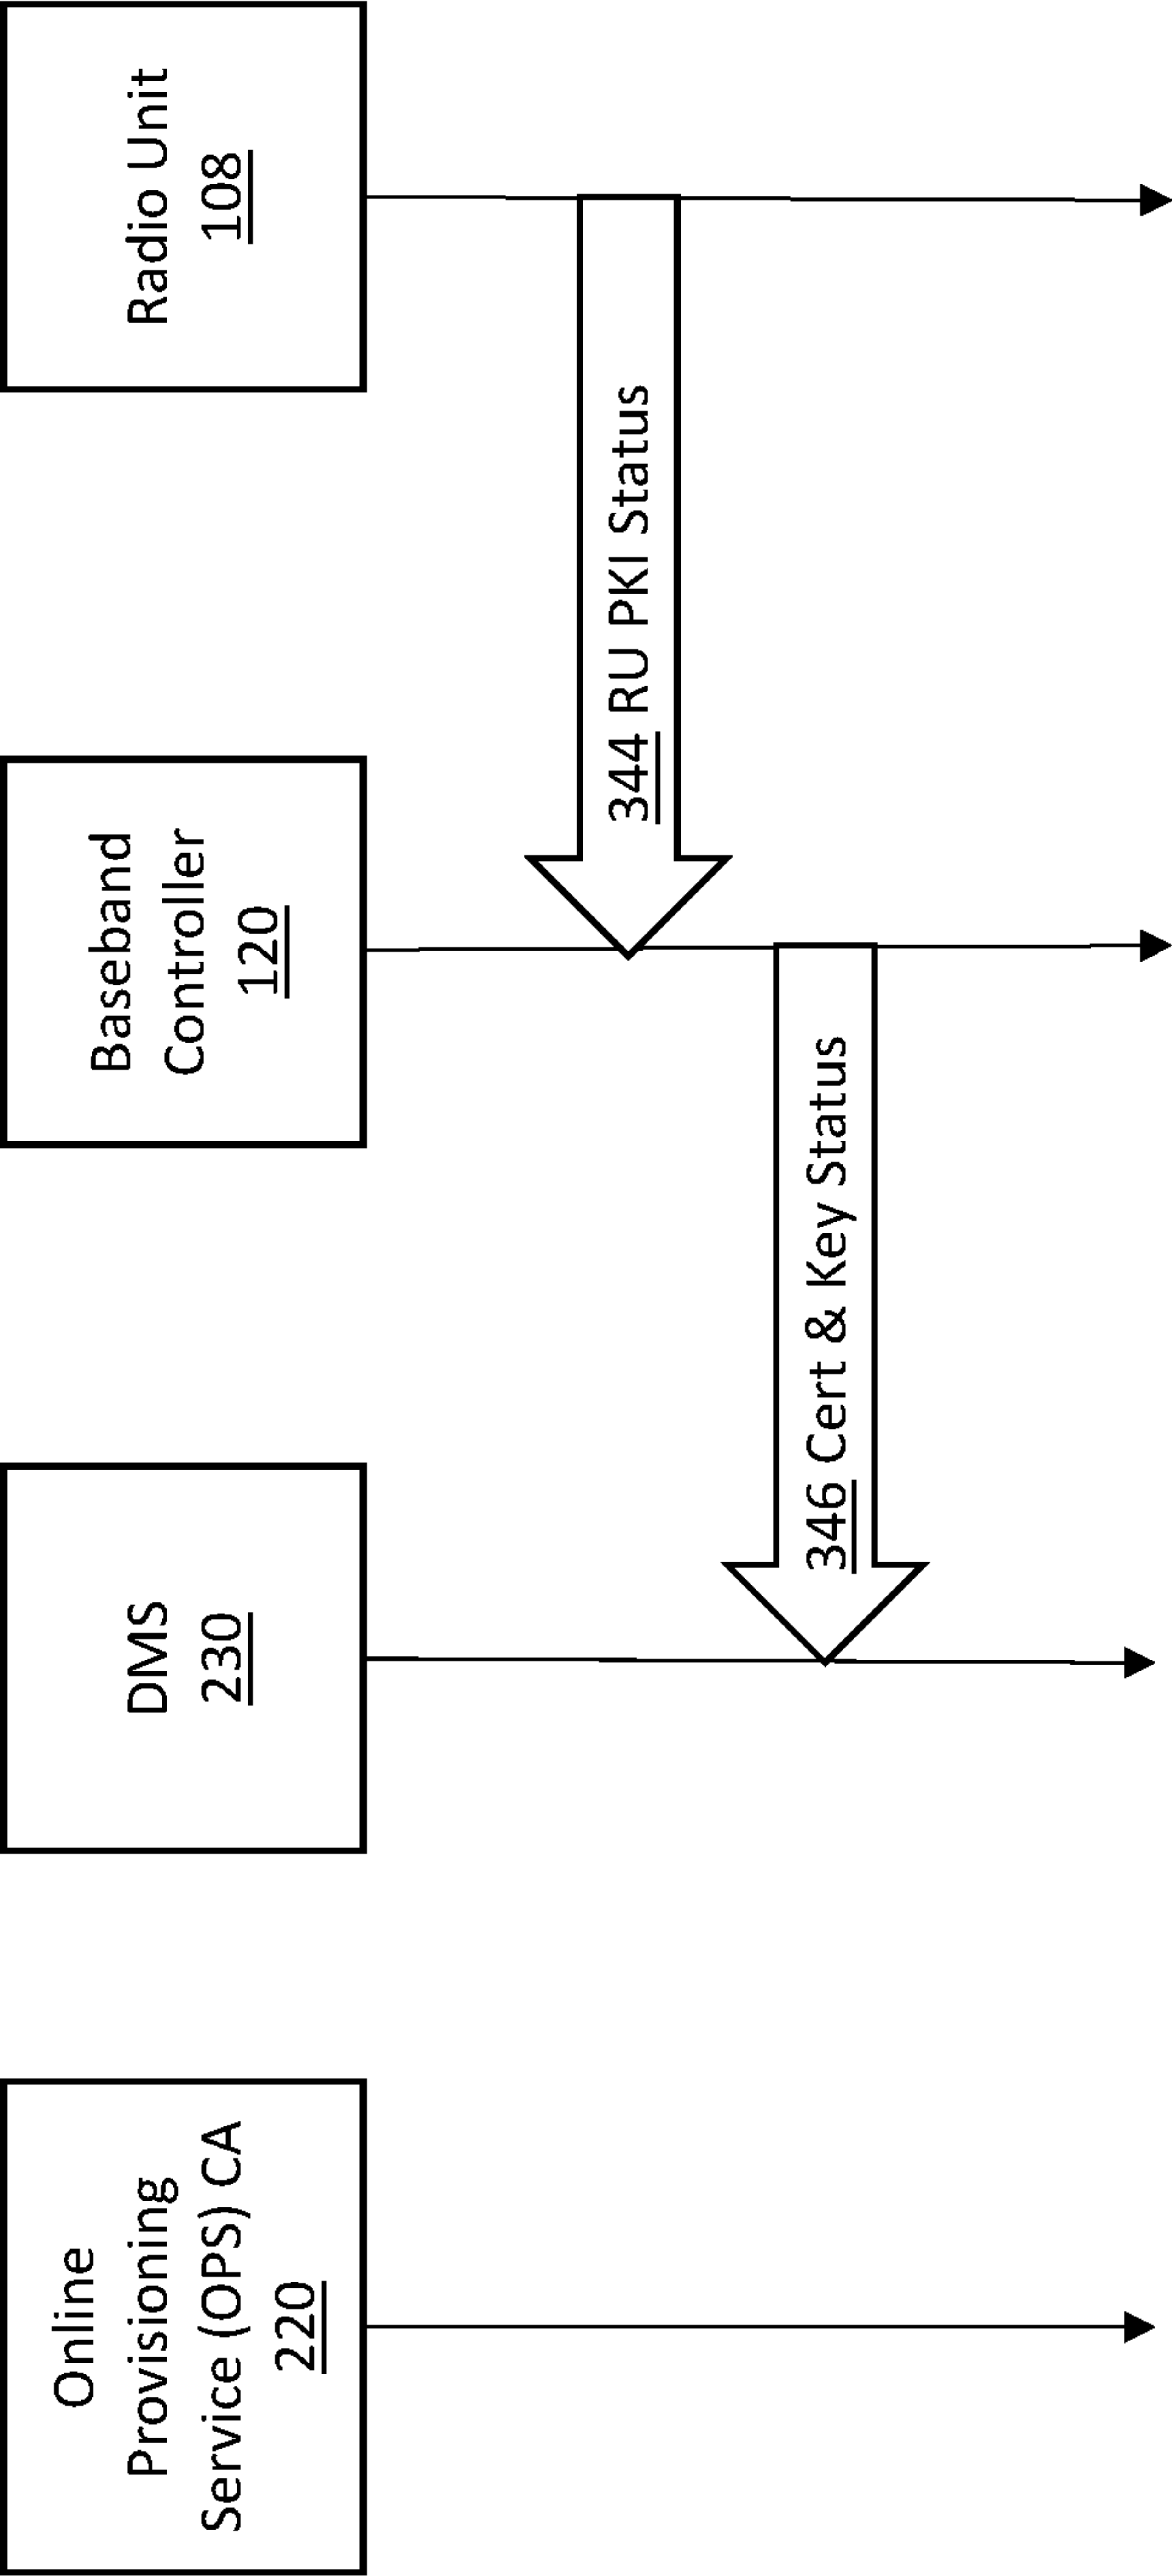 Online
Provisioning
Service (OPS) CA
220
DMS
230
Baseband
Controller
120
Radio Unit
108
344 RU PKI Status
346 Cert & Key Status